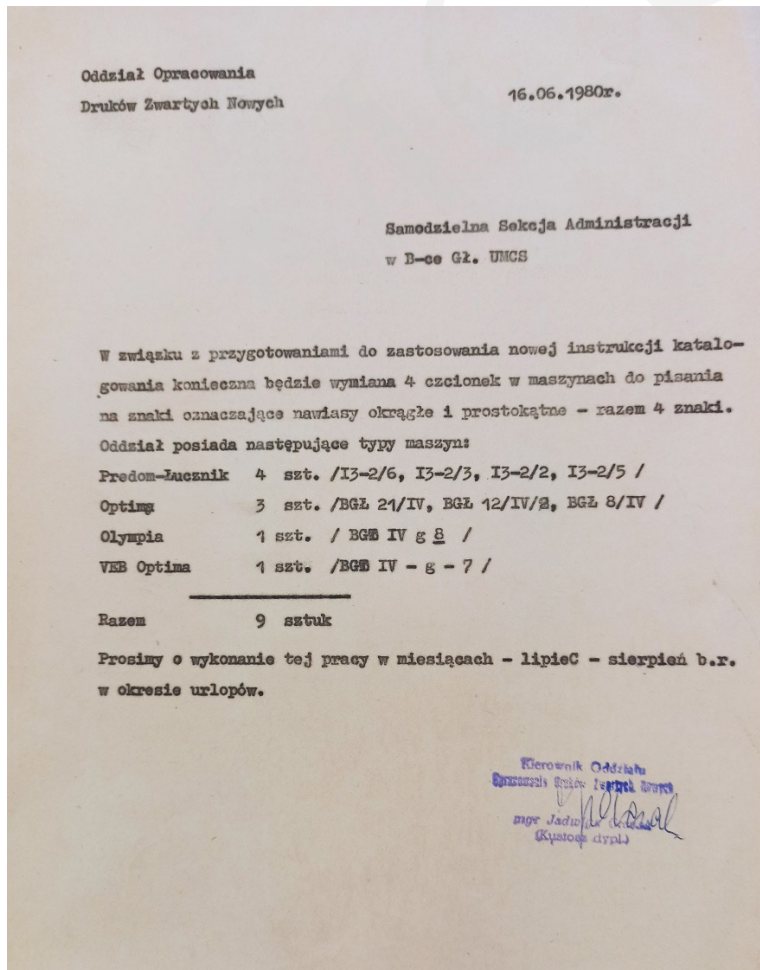 Oddział Opracowania
Druków Zwartych Nowych
16.06.1980r.
Samodzielna Sekcja Administracji
w B-ce Gł. UMCS
W związku z przygotowaniami do zastosowania nowej instrukcji katalo-
gowania konieczna będzie wymiana 4 czcionek w maszynach do pisania
na znaki oznaczające nawiasy okrągłe i prostokątne - razem 4 znaki.
Oddział posiada następujące typy maszyn:
Predom-Łucznik 4 szt. /I3-2/6, I3-2/3, I3-2/2, I3-2/5 /
Optima 3 szt. /BGŁ 21/IV, BGŁ 12/IV/, BGŁ 8/IV /
Olympia 1 szt. / IV g 8 /
VEB Optima 1 szt. / IV - g - 7 /
Razem 9 sztuk
Prosimy o wykonanie tej pracy w miesiącach - lipieC - sierpień b.r.
w okresie urlopów.
Kierownik Oddziału
Opracowania Druków Zwartych Nowych
mgr
(Kustosz dypl.)